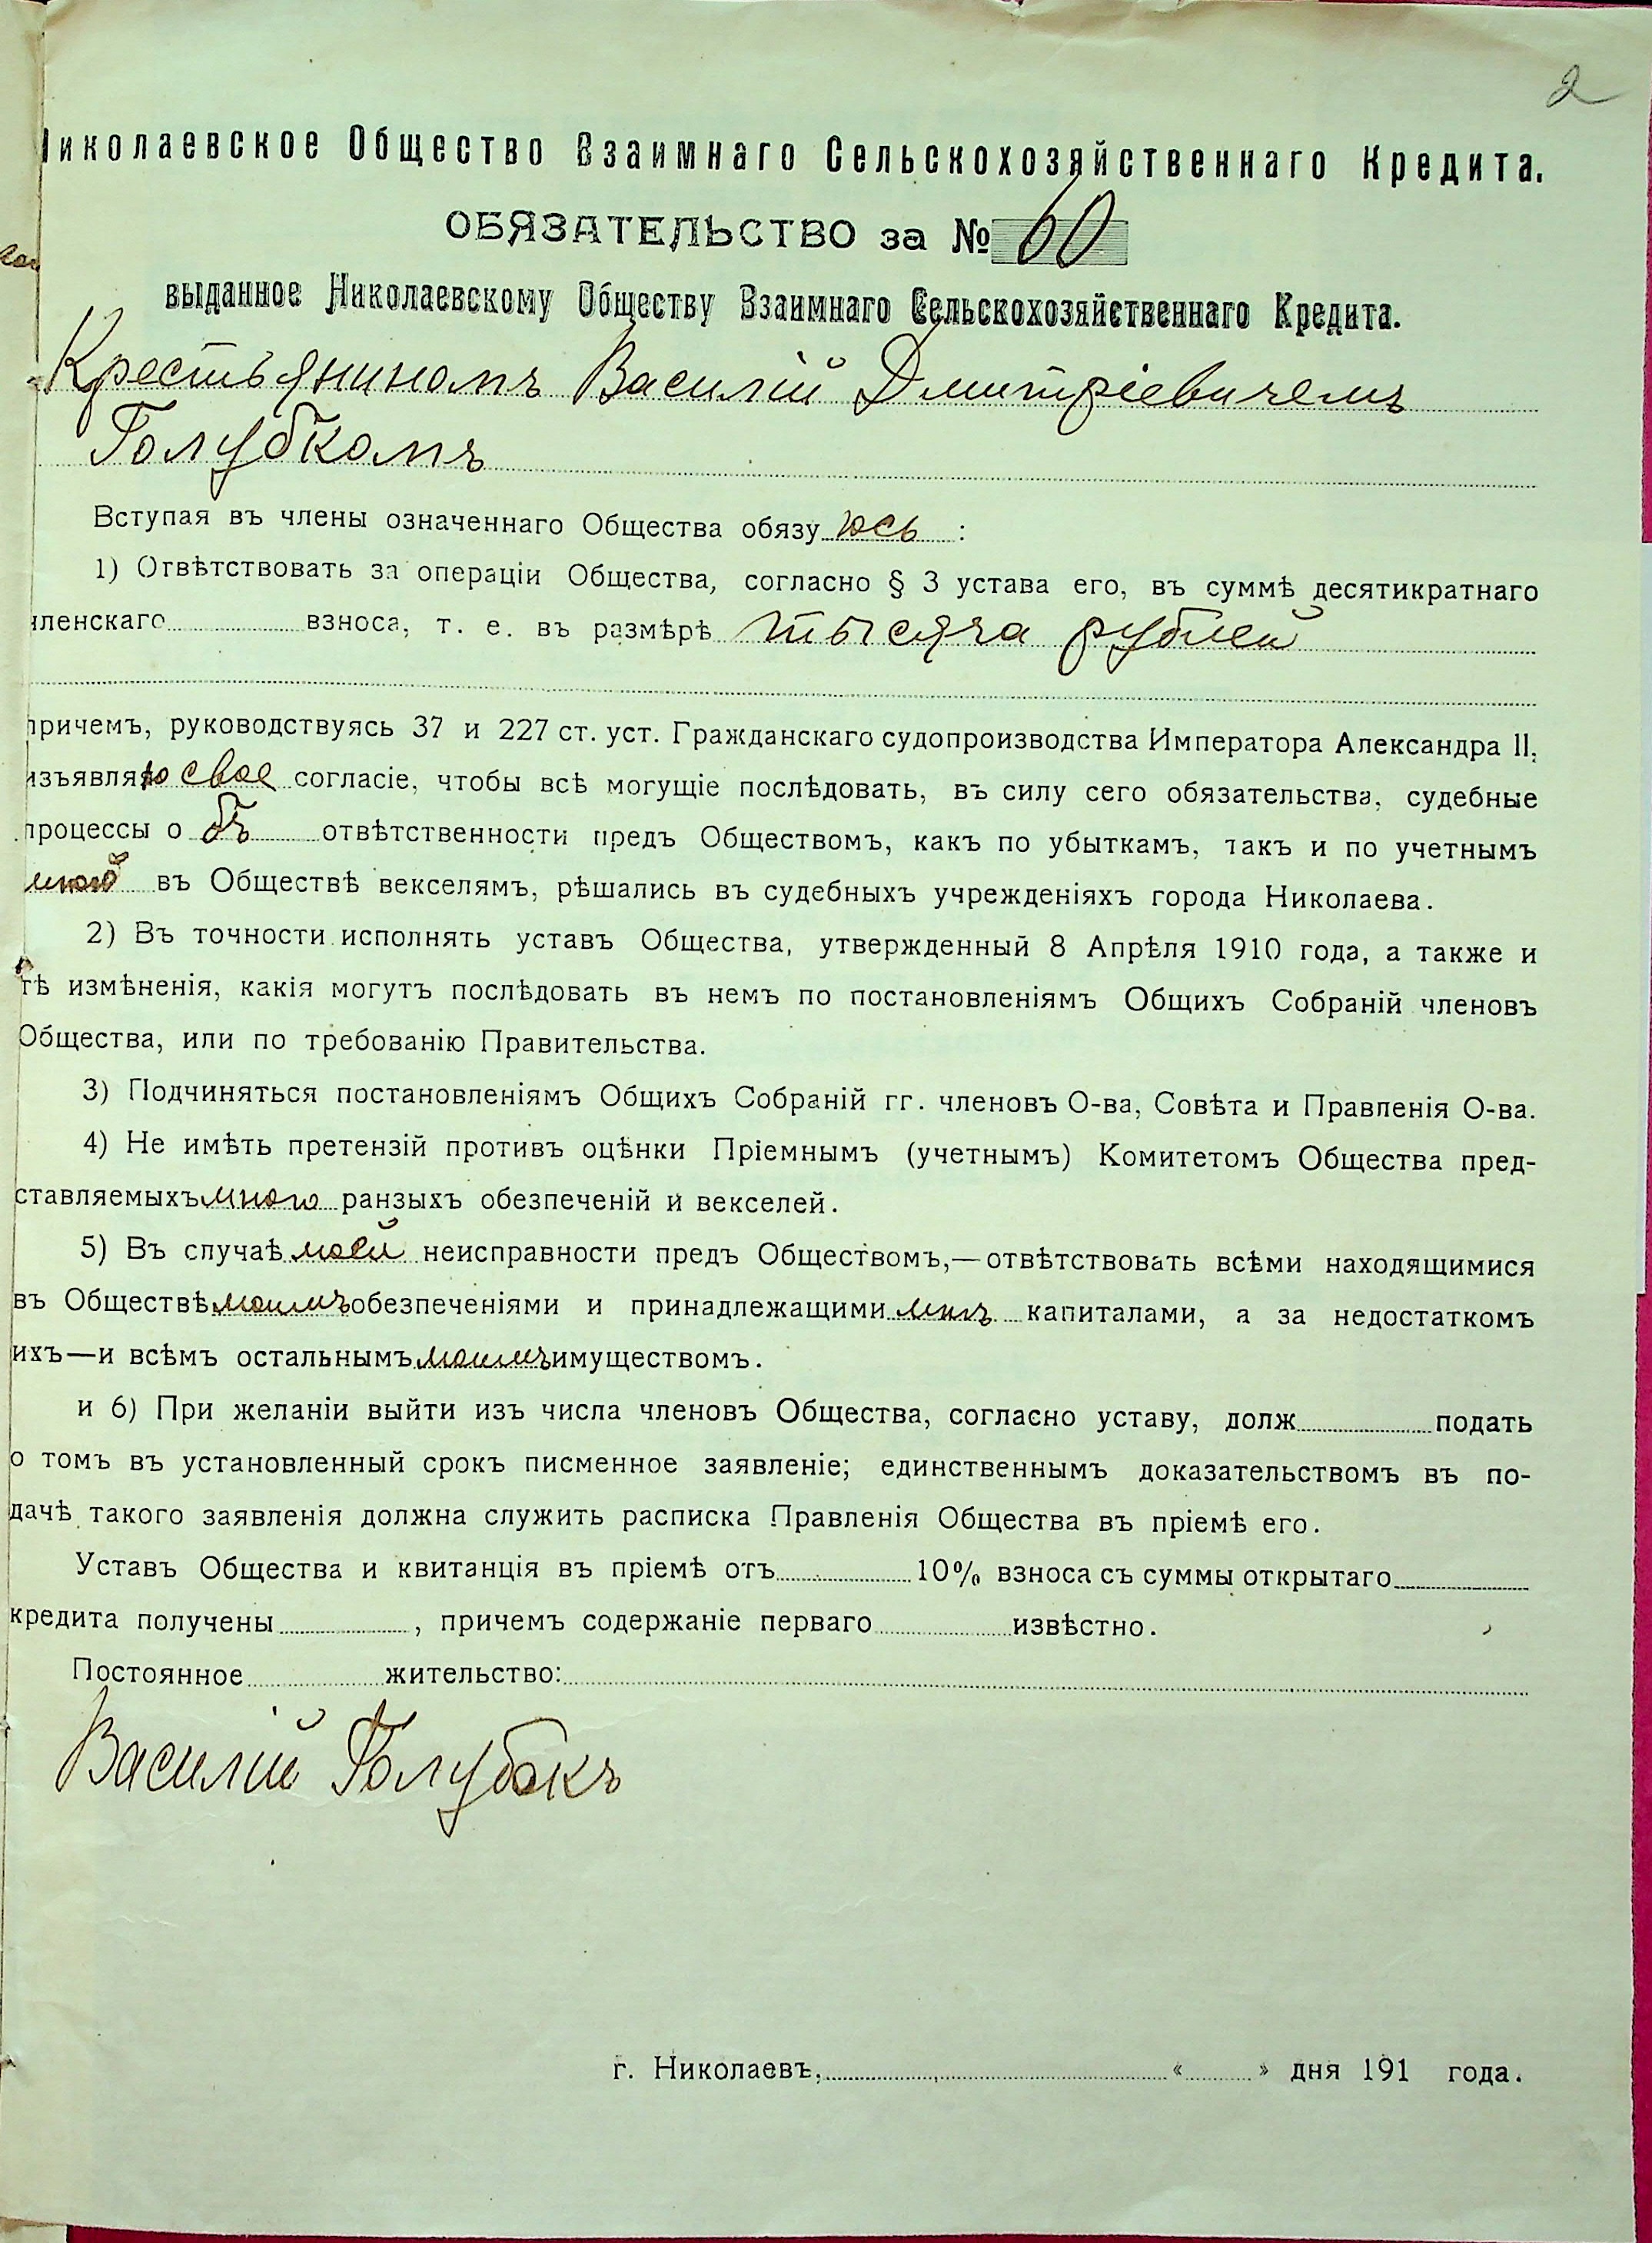 2
Николаевское Общество Взаимнаго Сельскохозяйственнаго Кредита.
ОБЯЗАТЕЛЬСТВО за № 60
выданное Николаевскому Обществу Взаимнаго Сельскохозяйственнаго Кредита.
Крестьяниномъ Василій Дмитріевичемъ
Голубкомъ
Вступая въ члены означеннаго Общества обязуюсь :
1) Отвѣтствовать за операціи Общества, согласно § 3 устава его, въ суммѣ десятикратнаго
членскаго взноса, т. е. въ размѣрѣ тысяча рублей
причемъ, руководствуясь 37 и 227 ст. уст. Гражданскаго судопроизводства Императора Александра II,
изъявляю свое согласіе, чтобы всѣ могущіе послѣдовать, въ силу сего обязательства, судебные
процессы о бъ отвѣтственности предъ Обществомъ, какъ по убыткамъ, такъ и по учетнымъ
мной въ Обществѣ векселямъ, рѣшались въ судебныхъ учрежденіяхъ города Николаева.
2) Въ точности исполнять уставъ Общества, утвержденный 8 Апрѣля 1910 года, а также и
тѣ измѣненія, какія могутъ послѣдовать въ немъ по постановленіямъ Общихъ Собраній членовъ
Общества, или по требованію Правительства.
3) Подчиняться постановленіямъ Общихъ Собраній гг. членовъ О-ва, Совѣта и Правленія О-ва.
4) Не имѣть претензій противъ оцѣнки Пріемнымъ (учетнымъ) Комитетомъ Общества пред-
ставляемыхъ мною ранзыхъ обезпеченій и векселей.
5) Въ случаѣ моей неисправности предъ Обществомъ,—отвѣтствовать всѣми находящимися
въ Обществѣ моимъ обезпеченіями и принадлежащими мнѣ капиталами, а за недостаткомъ
ихъ—и всѣмъ остальнымъ моимъ имуществомъ.
и 6) При желаніи выйти изъ числа членовъ Общества, согласно уставу, долж подать
о томъ въ установленный срокъ писменное заявленіе; единственнымъ доказательствомъ въ по-
дачѣ такого заявленія должна служить расписка Правленія Общества въ пріемѣ его.
Уставъ Общества и квитанція въ пріемѣ отъ 10% взноса съ суммы открытаго
кредита получены , причемъ содержаніе перваго извѣстно.
Постоянное жительство:
Василій Голубокъ
г. Николаевъ, « » дня 191 года.